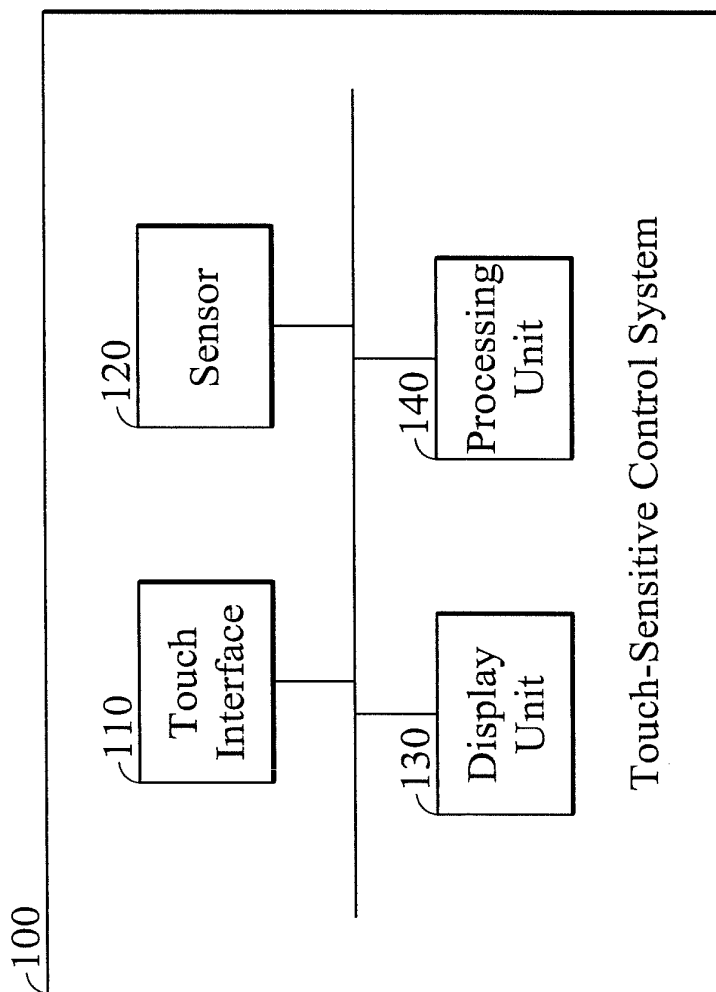 100
110
Touch
Interface
120
Sensor
130
Display
Unit
140
Processing
Unit
Touch-Sensitive Control System